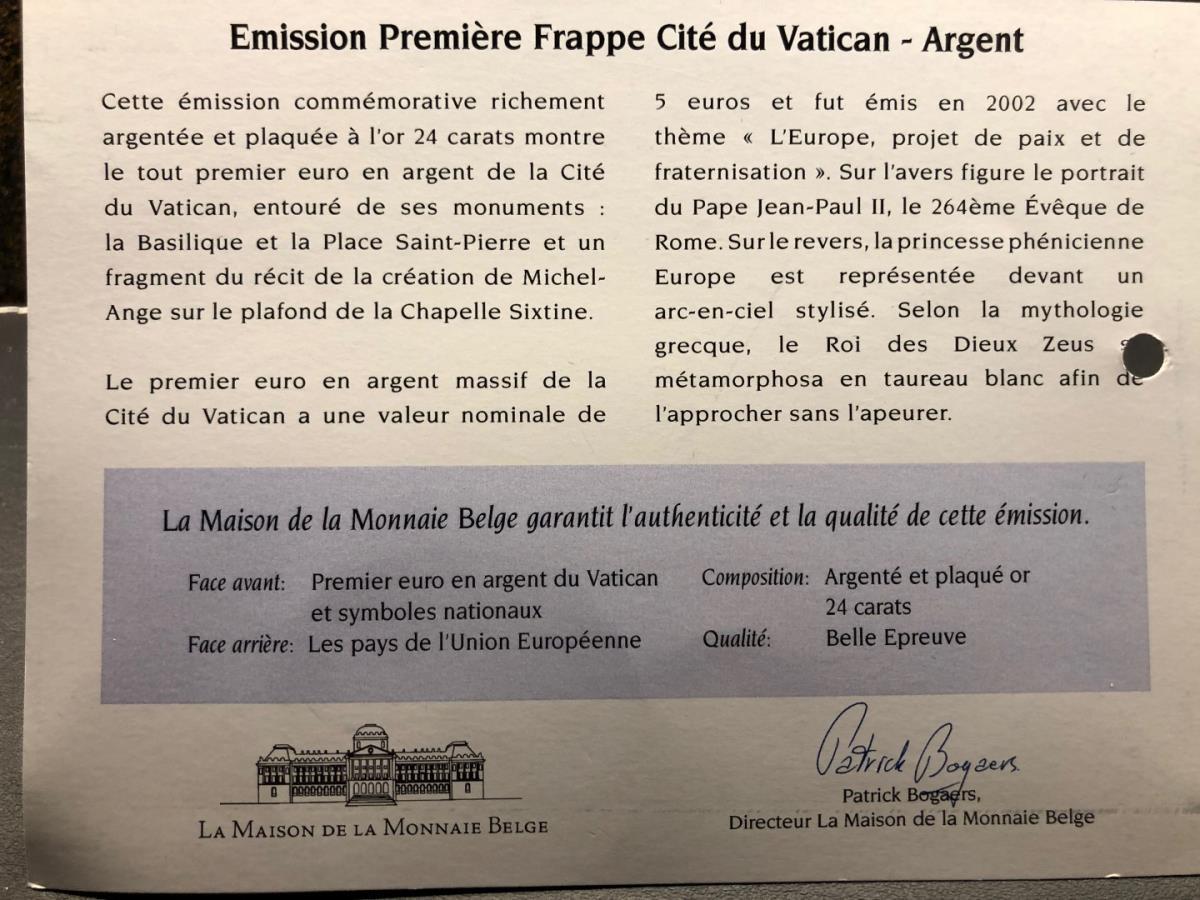 Emission Première Frappe Cité du Vatican - Argent
Cette émission commémorative richement
argentée et plaquée à l'or 24 carats montre
le tout premier euro en argent de la Cité
du Vatican, entouré de ses monuments :
la Basilique et la Place Saint-Pierre et un
fragment du récit de la création de Michel-
Ange sur le plafond de la Chapelle Sixtine.
Le premier euro en argent massif de la
Cité du Vatican a une valeur nominale de
5 euros et fut émis en 2002 avec le
thème « L'Europe, projet de paix et de
fraternisation ». Sur l'avers figure le portrait
du Pape Jean-Paul II, le 264ème Évêque de
Rome. Sur le revers, la princesse phénicienne
Europe est représentée devant un
arc-en-ciel stylisé. Selon la mythologie
grecque, le Roi des Dieux Zeus
métamorphosa en taureau blanc afin de
l'approcher sans l'apeurer.
La Maison de la Monnaie Belge garantit l'authenticité et la qualité de cette émission.
Face avant: Premier euro en argent du Vatican
et symboles nationaux
Face arrière: Les pays de l'Union Européenne
Composition: Argenté et plaqué or
24 carats
Qualité: Belle Epreuve
La Maison de la Monnaie Belge
Patrick Bogaers
Patrick Bogaers,
Directeur La Maison de la Monnaie Belge